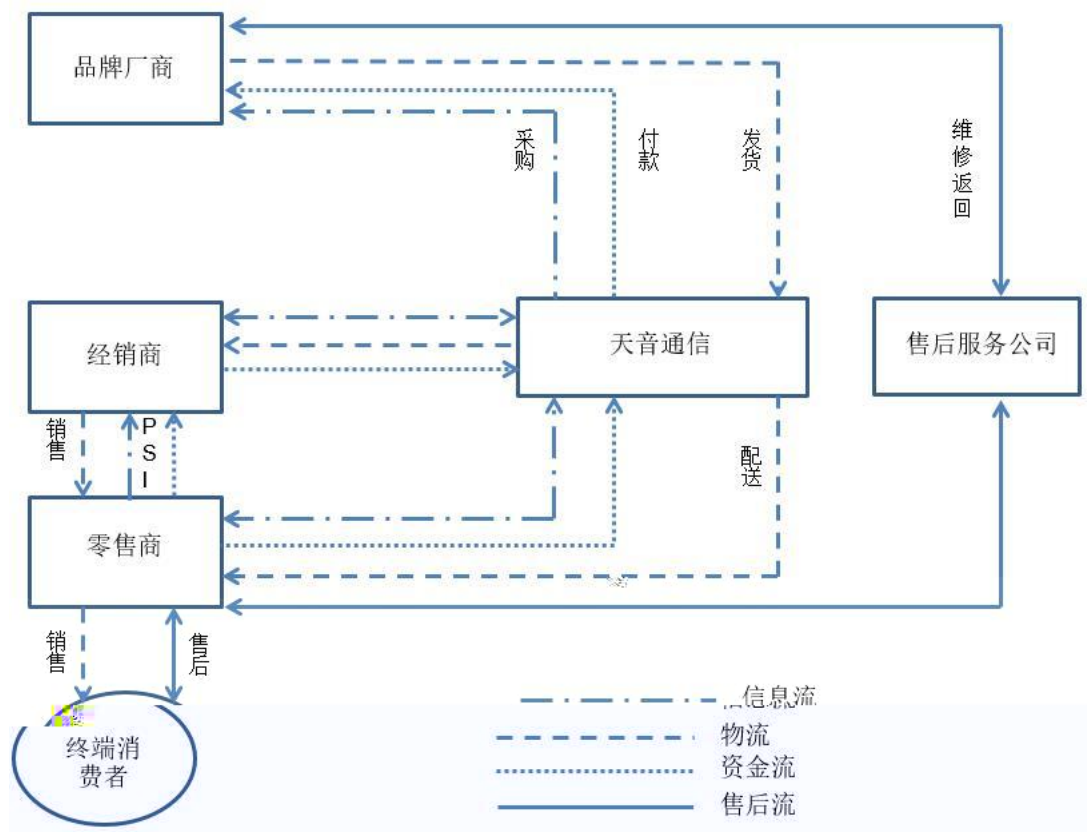 品牌厂商
采购
付款
发货
维修返回
经销商
天音通信
售后服务公司
销售
PSI
配送
零售商
销售
售后
终端消
费者
信息流
物流
资金流
售后流